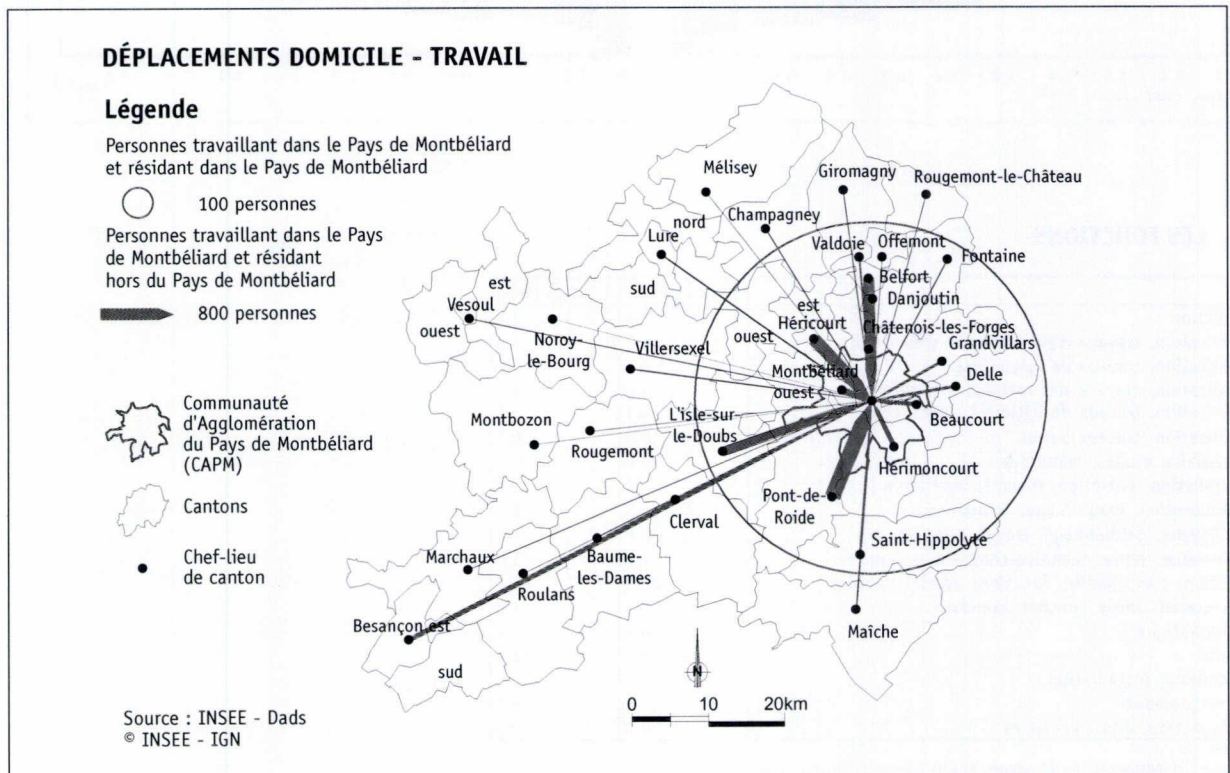 DÉPLACEMENTS DOMICILE - TRAVAIL
Légende
Personnes travaillant dans le Pays de Montbéliard
et résidant dans le Pays de Montbéliard
100 personnes
Personnes travaillant dans le Pays
de Montbéliard et résidant
hors du Pays de Montbéliard
800 personnes
Communauté
d'Agglomération
du Pays de Montbéliard
(CAPM)
Cantons
Chef-lieu
de canton
Source : INSEE - Dads
© INSEE - IGN
Mélisey
Giromagny
Rougemont-le-Château
nord
Champagney
Lure
Valdoie
Offemont
Fontaine
est
sud
Belfort
Vesoul
est
Danjoutin
ouest
Héricourt
Châtenois-les-Forges
Noroy-
le-Bourg
Villersexel
ouest
Grandvillars
Montbéliard
Delle
ouest
Montbozon
L'isle-sur-
le-Doubs
Beaucourt
Rougemont
Hérimoncourt
Pont-de-
Roide
Clerval
Saint-Hippolyte
Marchaux
Baume-
les-Dames
Roulans
Besançon est
Maîche
sud
N
0 10 20km
LES FONCTIONS